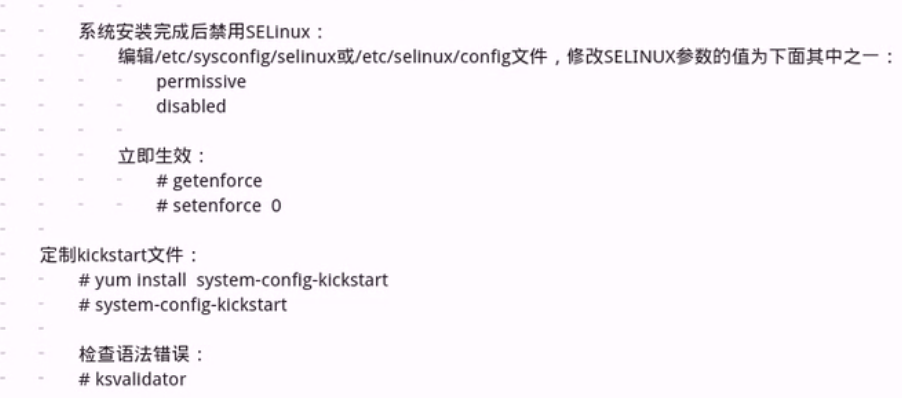 系统安装完成后禁用SELinux：
编辑/etc/sysconfig/selinux或/etc/selinux/config文件，修改SELINUX参数的值为下面其中之一：
permissive
disabled
立即生效：
# getenforce
# setenforce  0
定制kickstart文件：
# yum install  system-config-kickstart
# system-config-kickstart
检查语法错误：
# ksvalidator